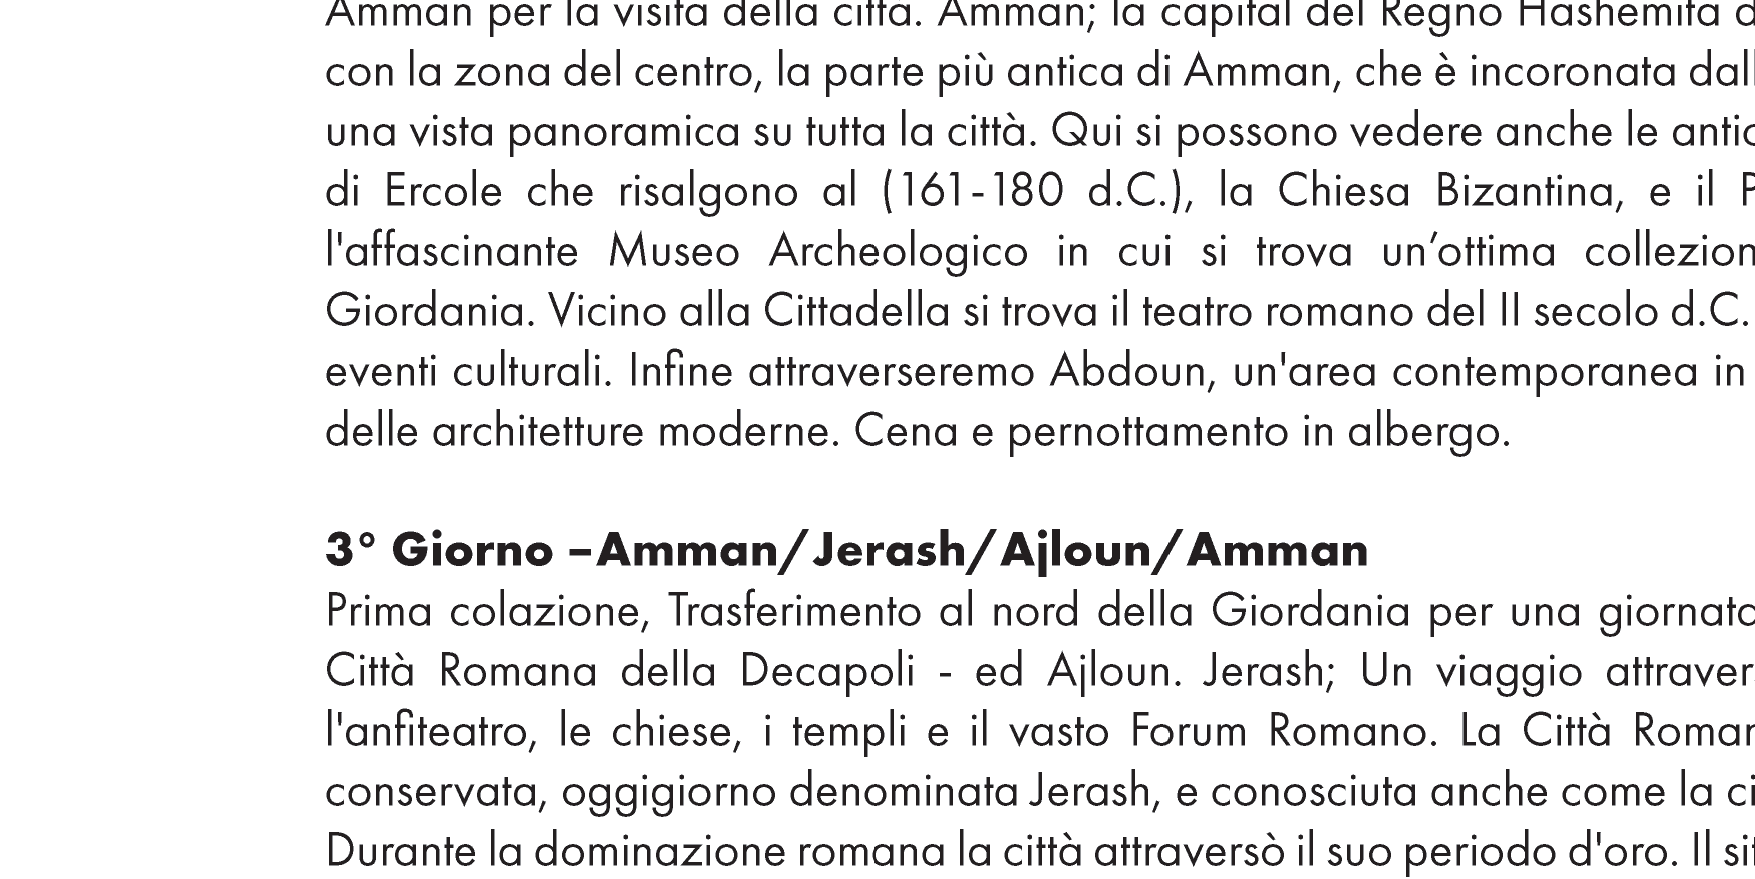 Amman per la visita della città. Amman; la capital del Regno Hashemita
con la zona del centro, la parte più antica di Amman, che è incoronata
una vista panoramica su tutta la città. Qui si possono vedere anche le
di Ercole che risalgono al (161-180 d.C.), la Chiesa Bizantina, e il
l'affascinante Museo Archeologico in cui si trova un’ottima
Giordania. Vicino alla Cittadella si trova il teatro romano del II secolo d.C.
eventi culturali. Infine attraverseremo Abdoun, un'area contemporanea in
delle architetture moderne. Cena e pernottamento in albergo.
3° Giorno –Amman/Jerash/Ajloun/Amman
Prima colazione, Trasferimento al nord della Giordania per una
Città Romana della Decapoli - ed Ajloun. Jerash; Un viaggio
l'anfiteatro, le chiese, i templi e il vasto Forum Romano. La Città
conservata, oggigiorno denominata Jerash, e conosciuta anche come la
Durante la dominazione romana la città attraversò il suo periodo d'oro. Il